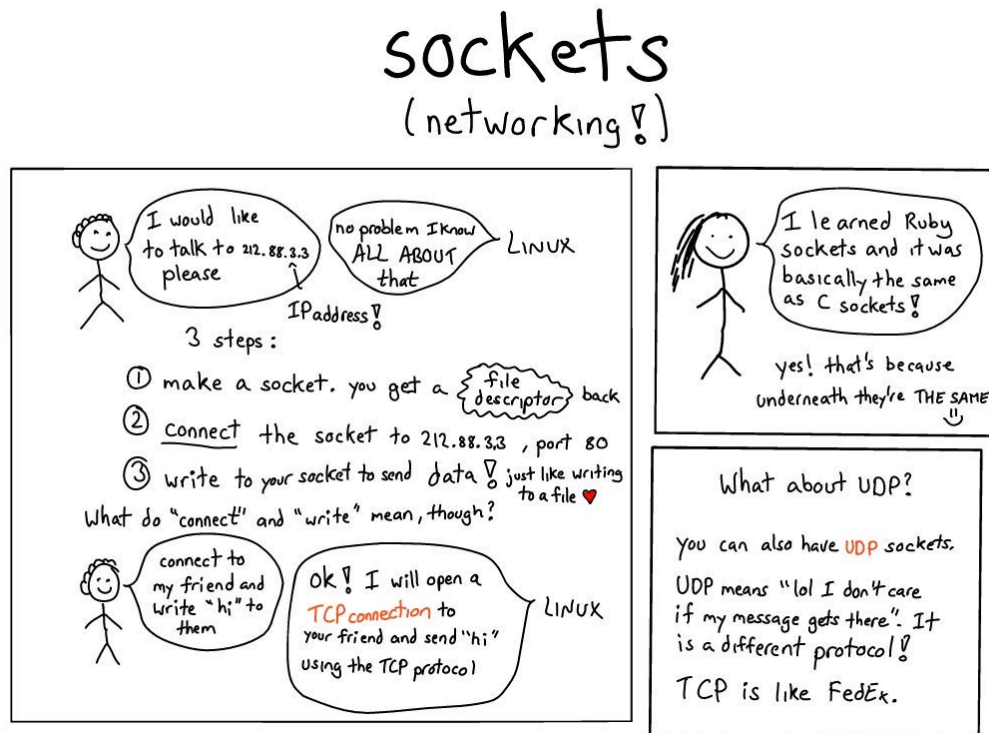 sockets
(networking!)
I would like
to talk to 212.88.3.3
please
IP address!
no problem I know
ALL ABOUT
that
LINUX
3 steps:
① make a socket. you get a file
descriptor back
② connect the socket to 212.88.3.3, port 80
③ write to your socket to send data! just like writing
to a file ♥
What do "connect" and "write" mean, though?
connect to
my friend and
write "hi" to
them
ok! I will open a
TCP connection to
your friend and send "hi"
using the TCP protocol
LINUX
I learned Ruby
sockets and it was
basically the same
as C sockets!
yes! that's because
underneath they're THE SAME
What about UDP?
you can also have UDP sockets.
UDP means "lol I don't care
if my message gets there". It
is a different protocol!
TCP is like FedEx.